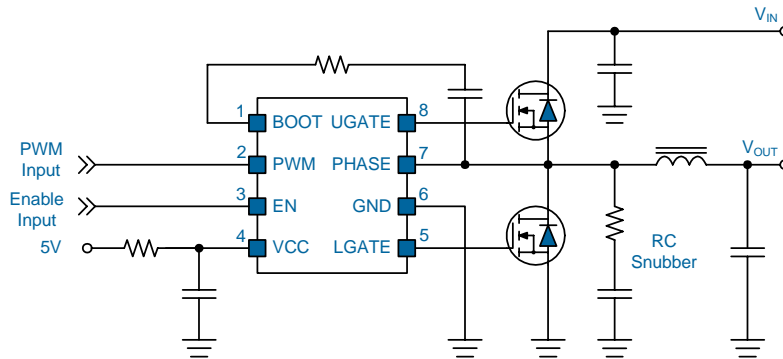 VIN
1
BOOT
UGATE
8
PWM
Input
2
PWM
PHASE
7
VOUT
Enable
Input
3
EN
GND
6
5V
4
VCC
LGATE
5
RC
Snubber